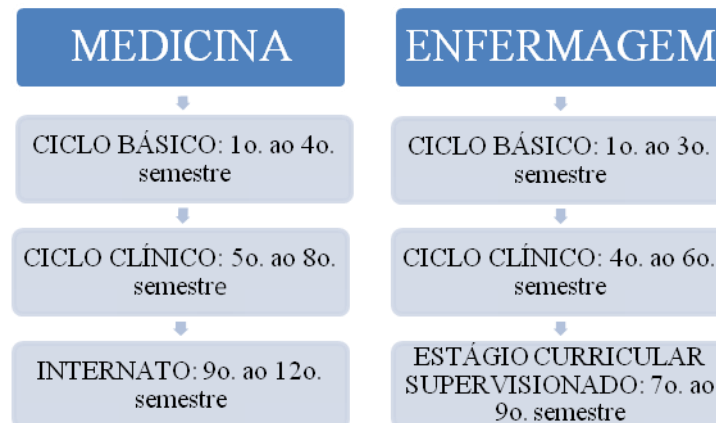 MEDICINA
CICLO BÁSICO: 1o. ao 4o.
semestre
CICLO CLÍNICO: 5o. ao 8o.
semestre
INTERNATO: 9o. ao 12o.
semestre
ENFERMAGEM
CICLO BÁSICO: 1o. ao 3o.
semestre
CICLO CLÍNICO: 4o. ao 6o.
semestre
ESTÁGIO CURRICULAR
SUPERVISIONADO: 7o. ao
9o. semestre